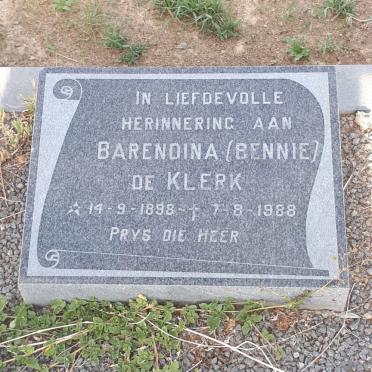 IN LIEFDEVOLLE
HERINNERING AAN
BARENDINA (BENNIE)
DE KLERK
☆ 14-9-1898 - ✝ 7-8-1988
PRYS DIE HEER